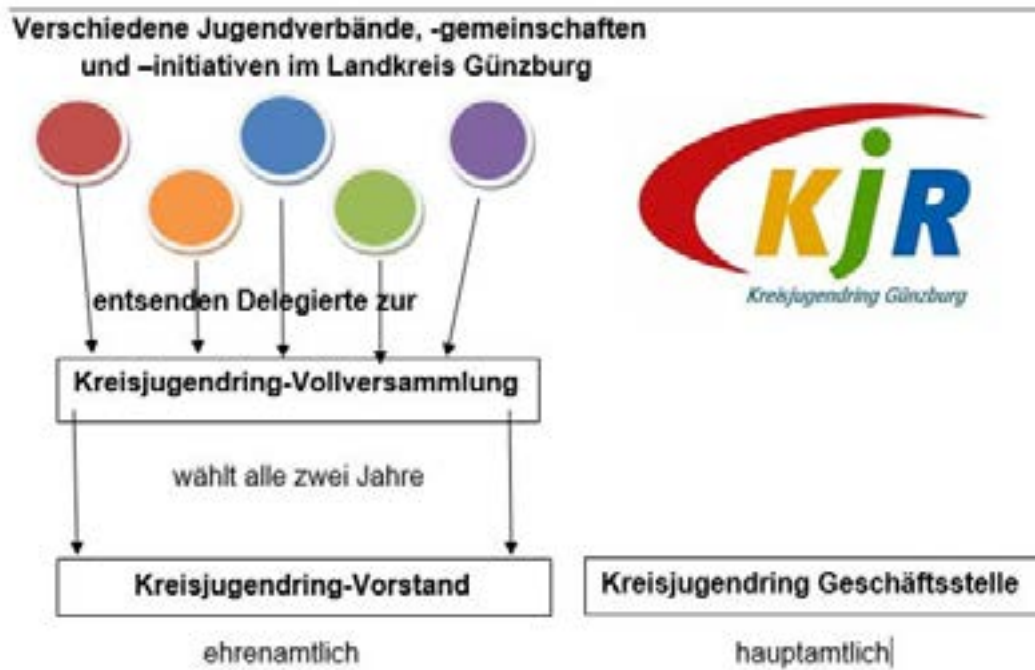 Verschiedene Jugendverbände, -gemeinschaften
und –initiativen im Landkreis Günzburg
KjR
Kreisjugendring Günzburg
entsenden Delegierte zur
Kreisjugendring-Vollversammlung
wählt alle zwei Jahre
Kreisjugendring-Vorstand
Kreisjugendring Geschäftsstelle
ehrenamtlich
hauptamtlich